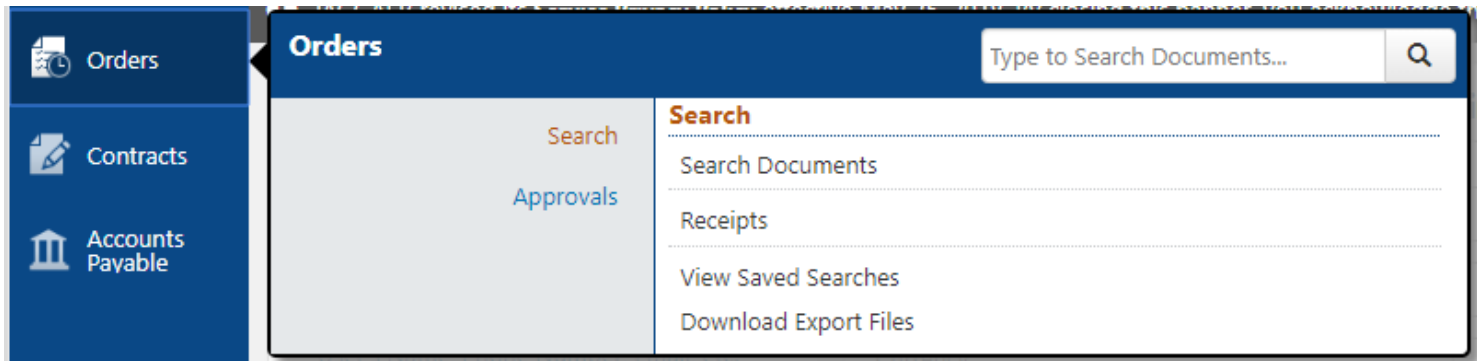 Orders
Contracts
Accounts
Payable
Orders
Type to Search Documents...
Search
Approvals
Search
Search Documents
Receipts
View Saved Searches
Download Export Files